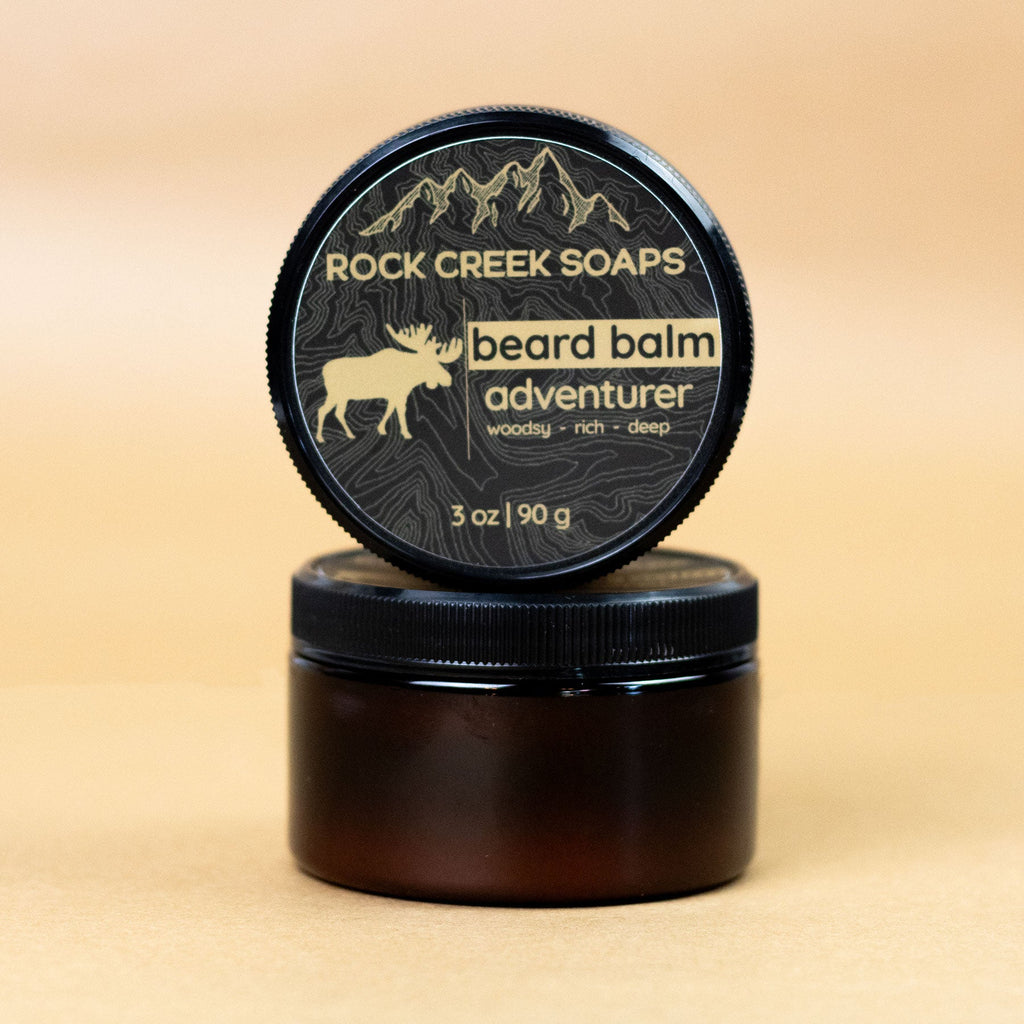 ROCK CREEK SOAPS
beard balm
adventurer
woodsy - rich - deep
3 oz | 90 g